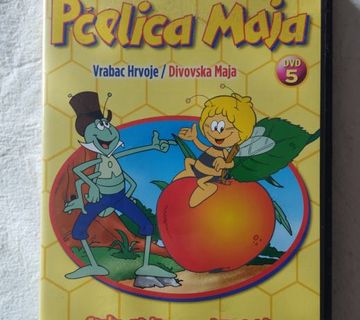 Pčelica Maja
Vrabac Hrvoje / Divovska Maja
DVD
5